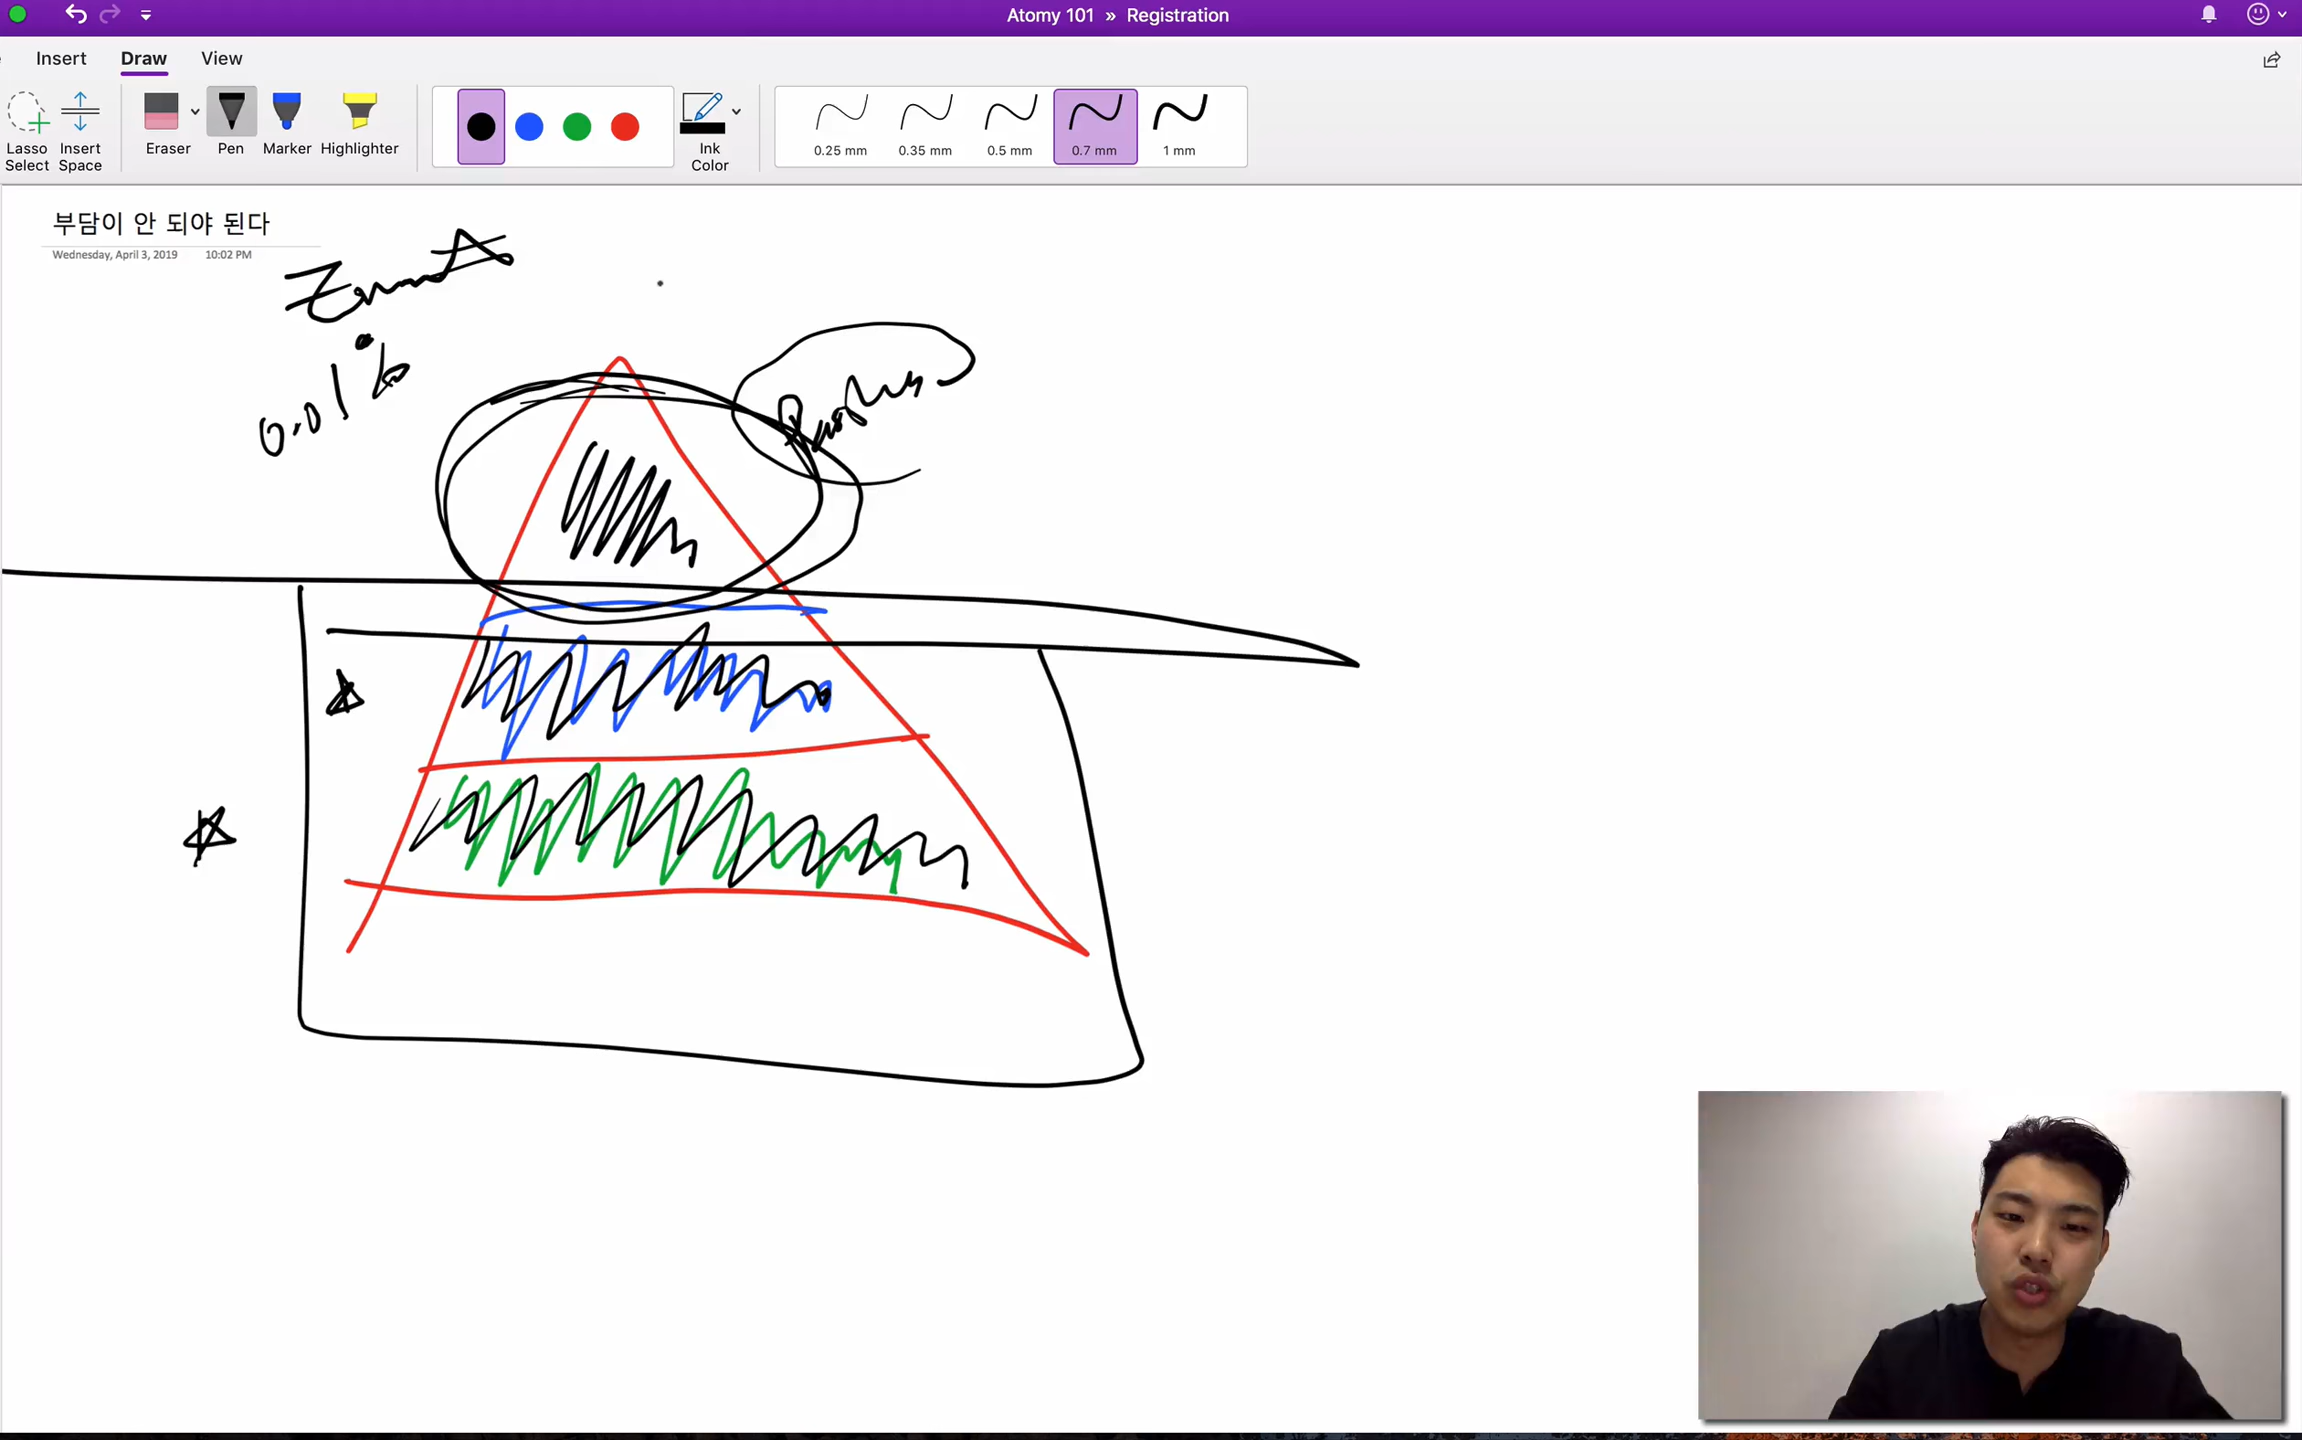 Atomy 101 » Registration
Insert Draw View
Lasso Select
Insert Space
Eraser
Pen
Marker
Highlighter
Ink Color
0.25 mm
0.35 mm
0.5 mm
0.7 mm
1 mm
부담이 안 되야 된다
Wednesday, April 3, 2019 10:02 PM
0.01%